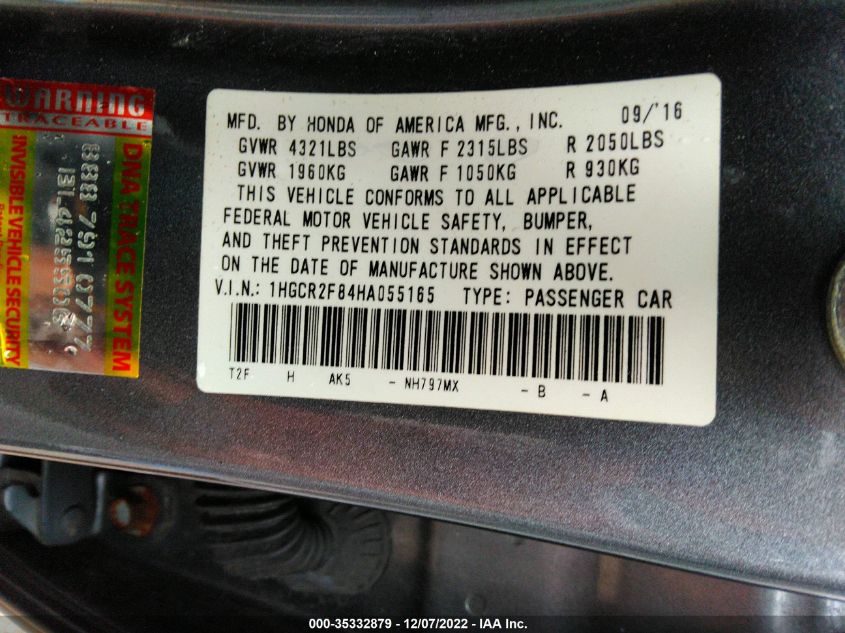 WARNING
TRACEABLE
DNA TRACE SYSTEM
INVISIBLE VEHICLE SECURITY
MFD. BY HONDA OF AMERICA MFG., INC. 09/'16
GVWR 4321LBS GAWR F 2315LBS R 2050LBS
GVWR 1960KG GAWR F 1050KG R 930KG
THIS VEHICLE CONFORMS TO ALL APPLICABLE
FEDERAL MOTOR VEHICLE SAFETY, BUMPER,
AND THEFT PREVENTION STANDARDS IN EFFECT
ON THE DATE OF MANUFACTURE SHOWN ABOVE.
V.I.N.: 1HGCR2F84HA055165 TYPE: PASSENGER CAR
T2F H AK5 - NH797MX - B - A
000-35332879 - 12/07/2022 - IAA Inc.